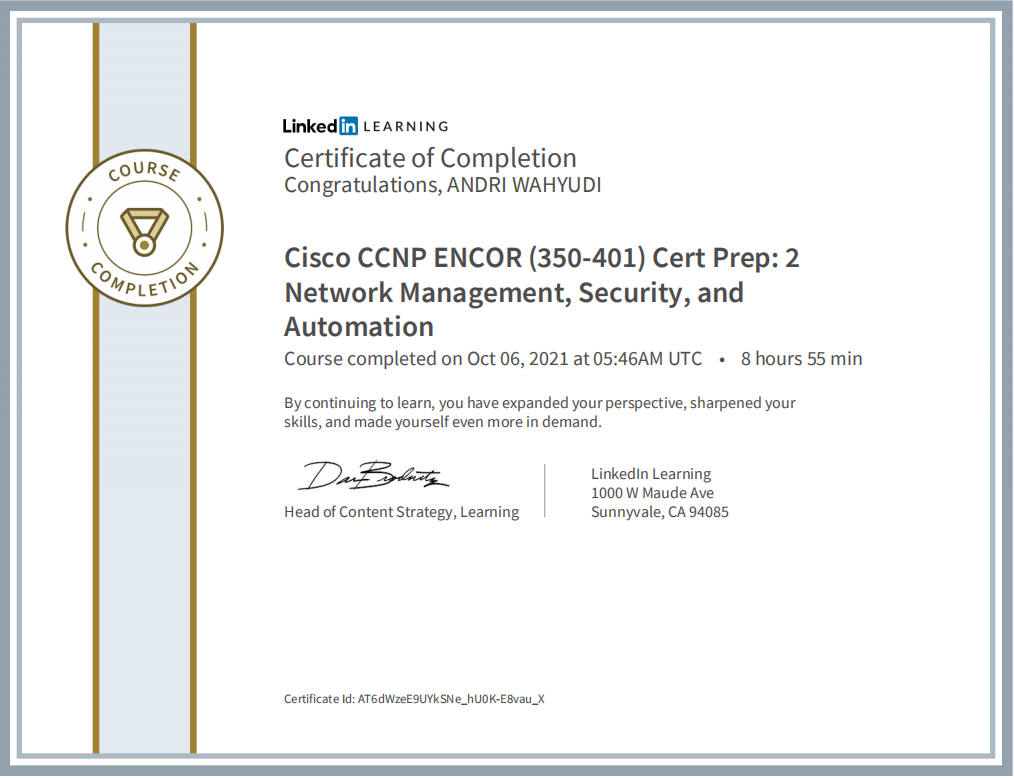 LinkedIn LEARNING
Certificate of Completion
Congratulations, ANDRI WAHYUDI
COURSE
COMPLETION
Cisco CCNP ENCOR (350-401) Cert Prep: 2
Network Management, Security, and
Automation
Course completed on Oct 06, 2021 at 05:46AM UTC • 8 hours 55 min
By continuing to learn, you have expanded your perspective, sharpened your
skills, and made yourself even more in demand.
Head of Content Strategy, Learning
LinkedIn Learning
1000 W Maude Ave
Sunnyvale, CA 94085
Certificate Id: AT6dWzeE9UYkSNe_hU0K-E8vau_X